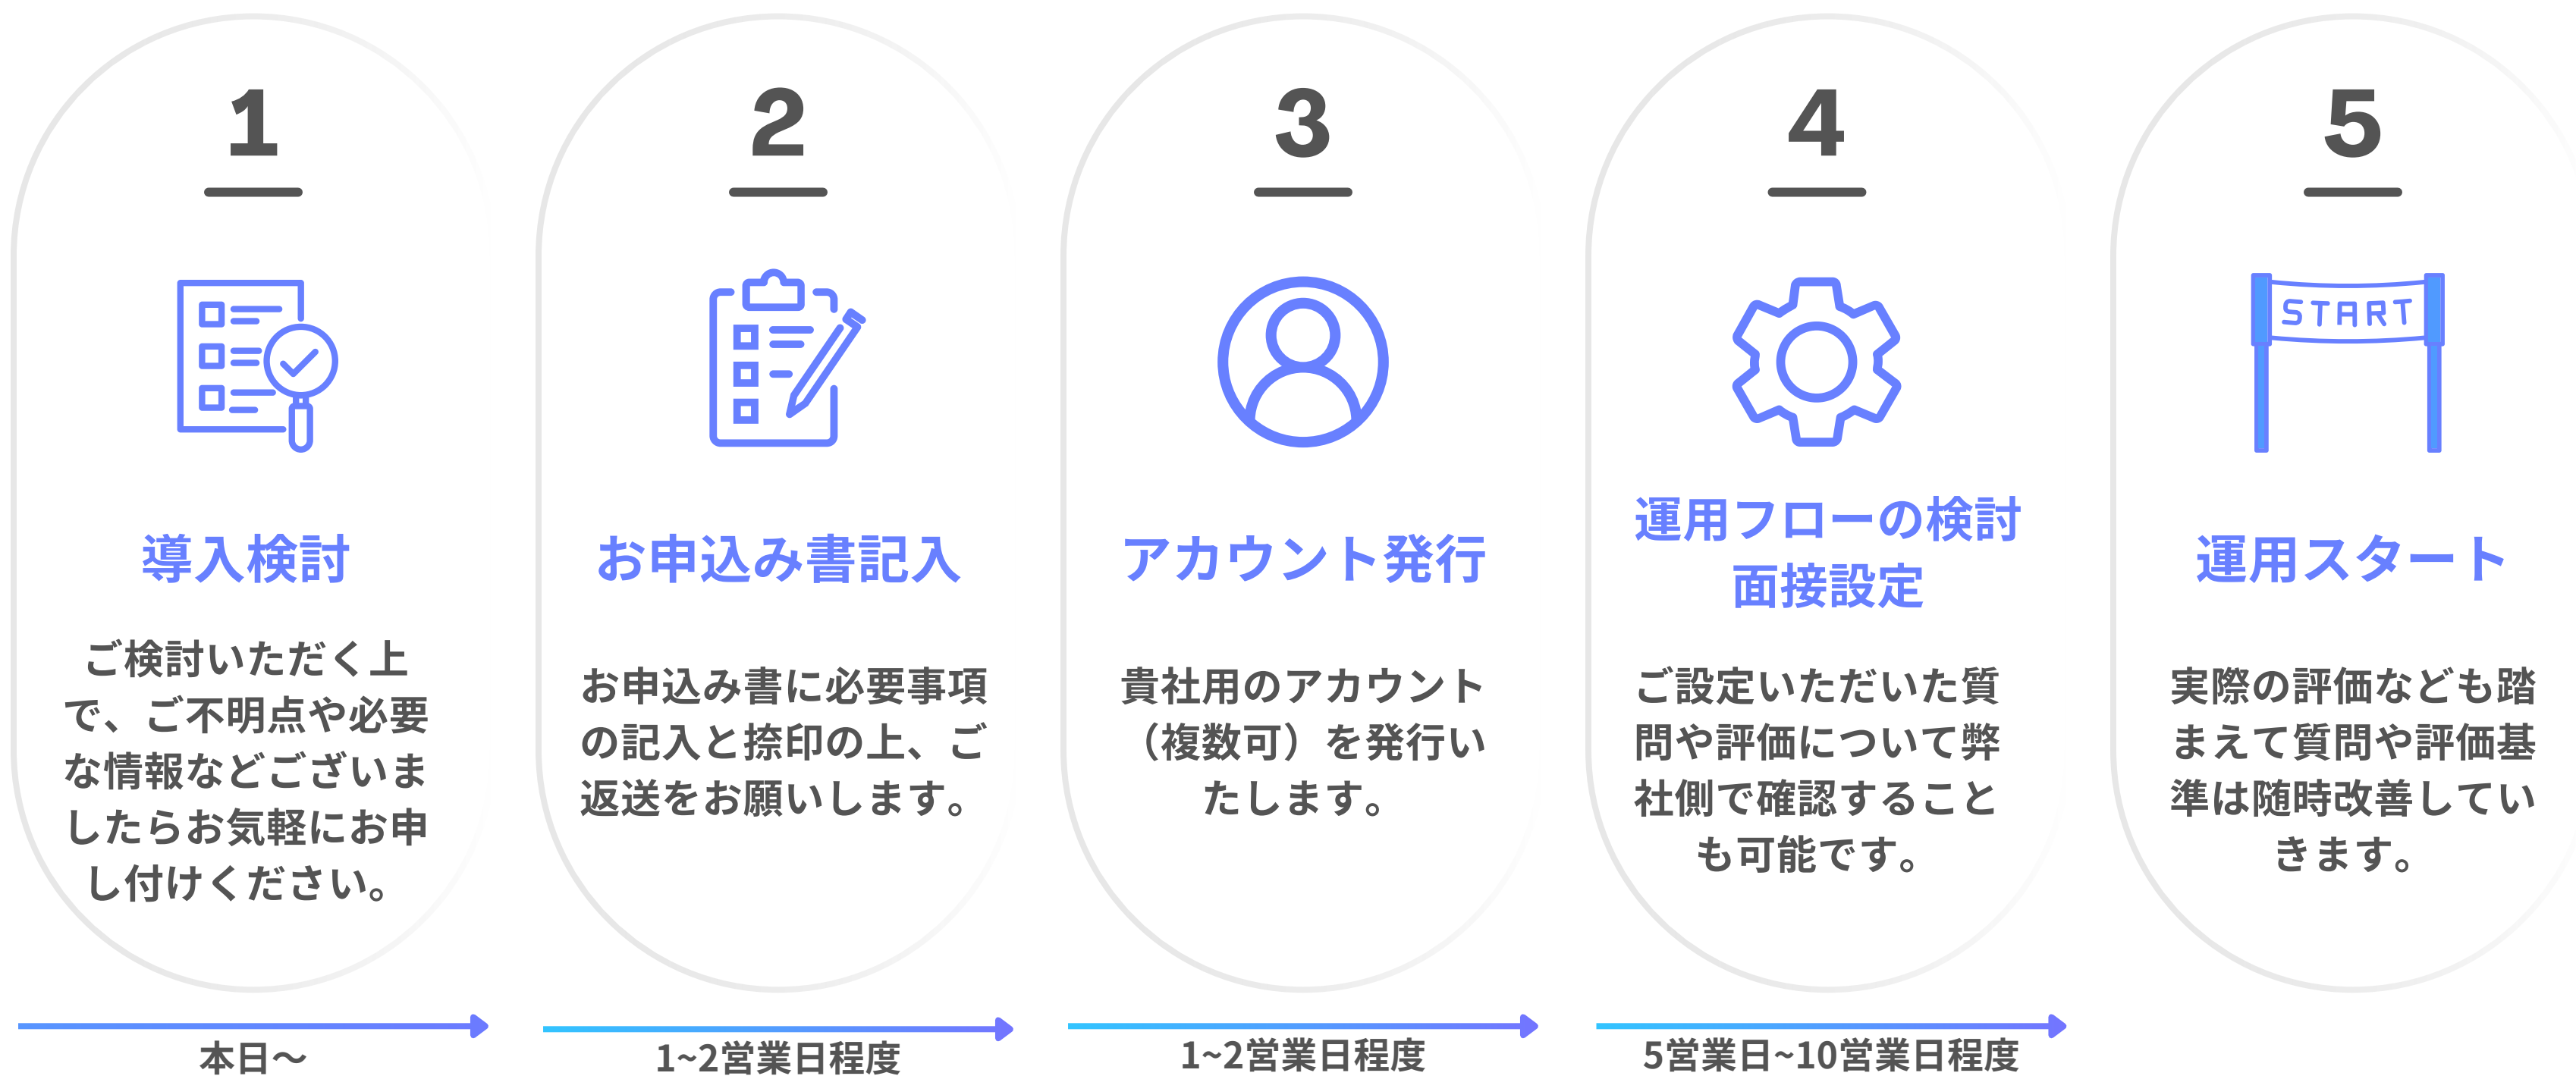 1
導入検討
ご検討いただく上
で、ご不明点や必要
な情報などございま
したらお気軽にお申
し付けください。
本日～
2
お申込み書記入
お申込み書に必要事項
の記入と捺印の上、ご
返送をお願いします。
1~2営業日程度
3
アカウント発行
貴社用のアカウント
（複数可）を発行い
たします。
1~2営業日程度
4
運用フローの検討
面接設定
ご設定いただいた質
問や評価について弊
社側で確認すること
も可能です。
5営業日~10営業日程度
5
START
運用スタート
実際の評価なども踏
まえて質問や評価基
準は随時改善してい
きます。